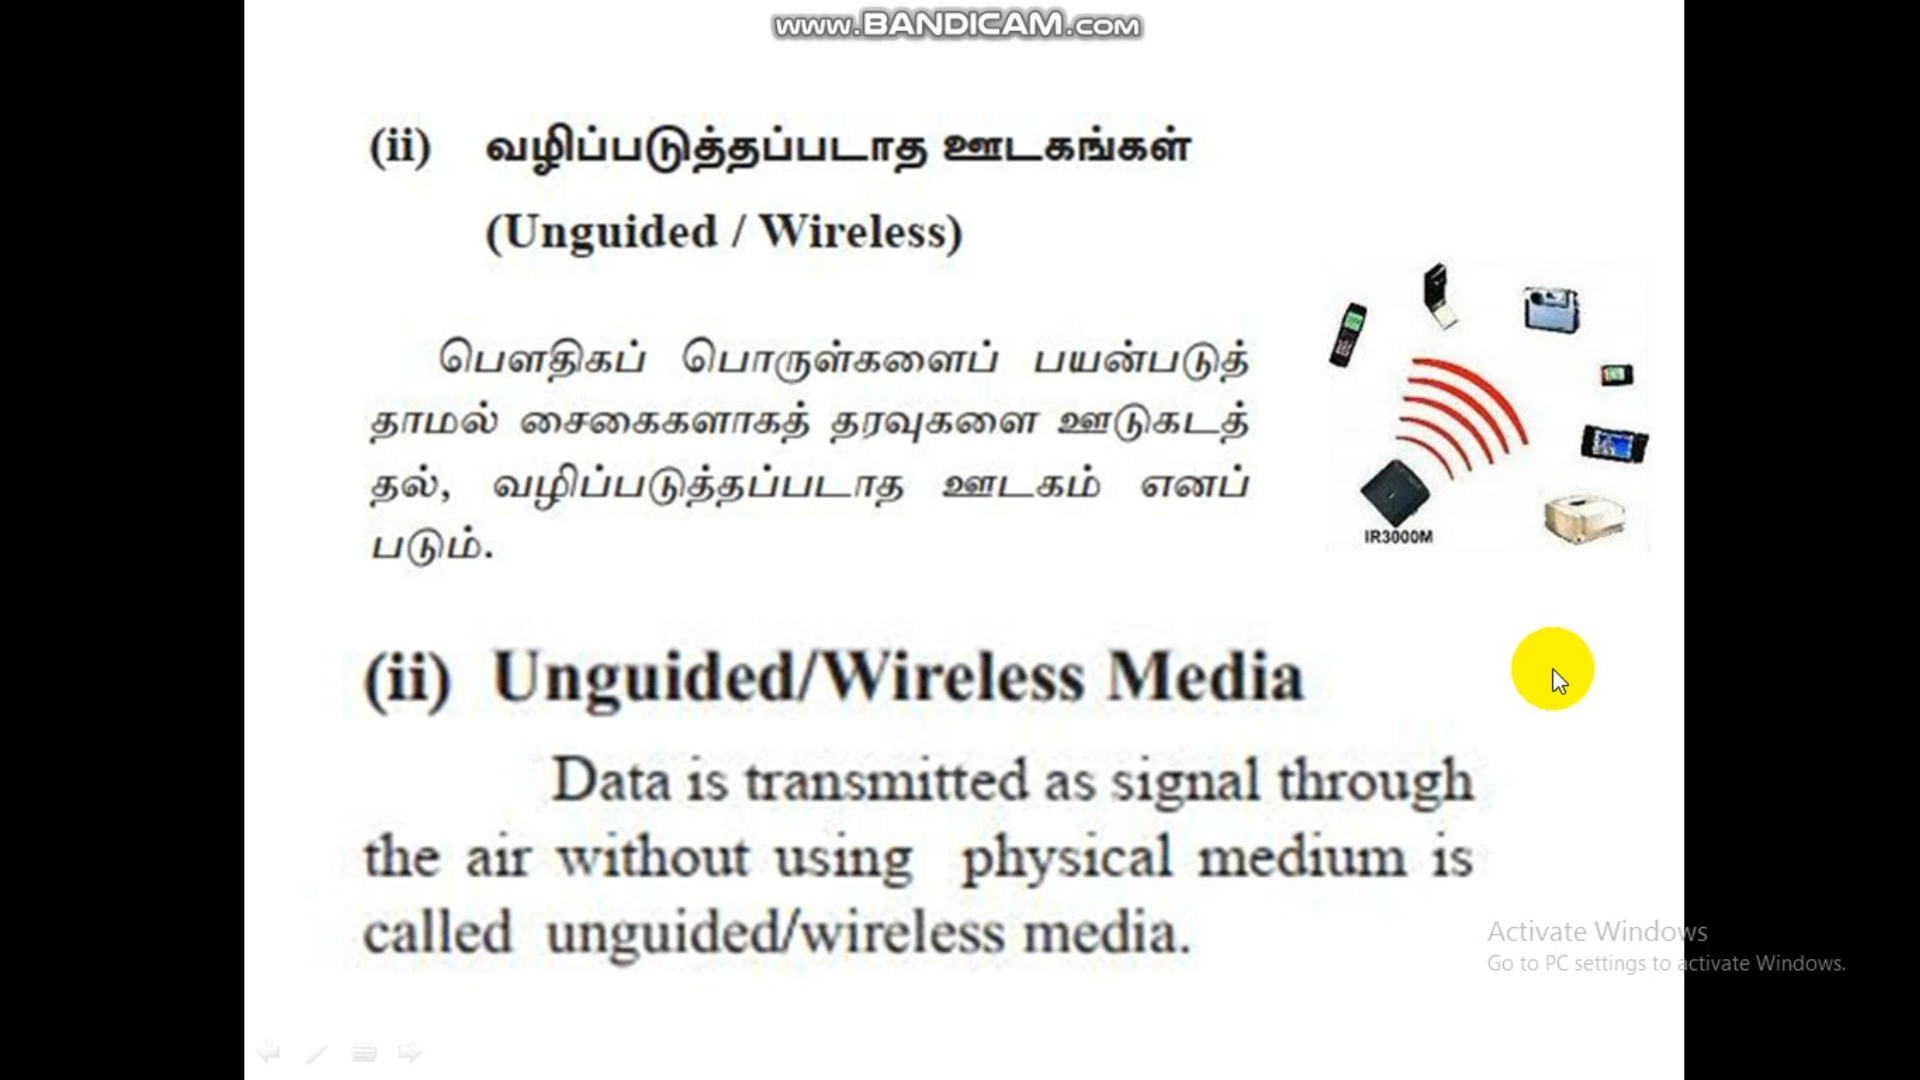 www.BANDICAM.com
(ii) வழிப்படுத்தப்படாத ஊடகங்கள்
(Unguided / Wireless)
பௌதிகப் பொருள்களைப் பயன்படுத்
தாமல் சைகைகளாகத் தரவுகளை ஊடுகடத்
தல், வழிப்படுத்தப்படாத ஊடகம் எனப்
படும்.
IR3000M
(ii) Unguided/Wireless Media
Data is transmitted as signal through
the air without using physical medium is
called unguided/wireless media.
Activate Windows
Go to PC settings to activate Windows.